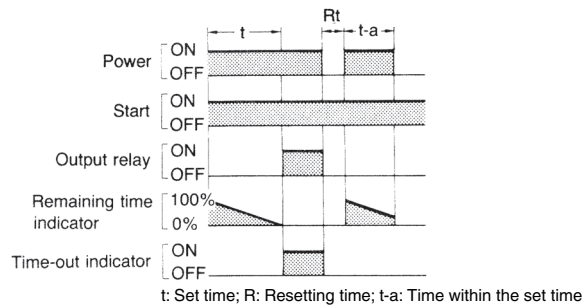 Rt
t
t-a
Power
ON
OFF
Start
ON
OFF
Output relay
ON
OFF
Remaining time
indicator
100%
0%
Time-out indicator
ON
OFF
t: Set time; R: Resetting time; t-a: Time within the set time